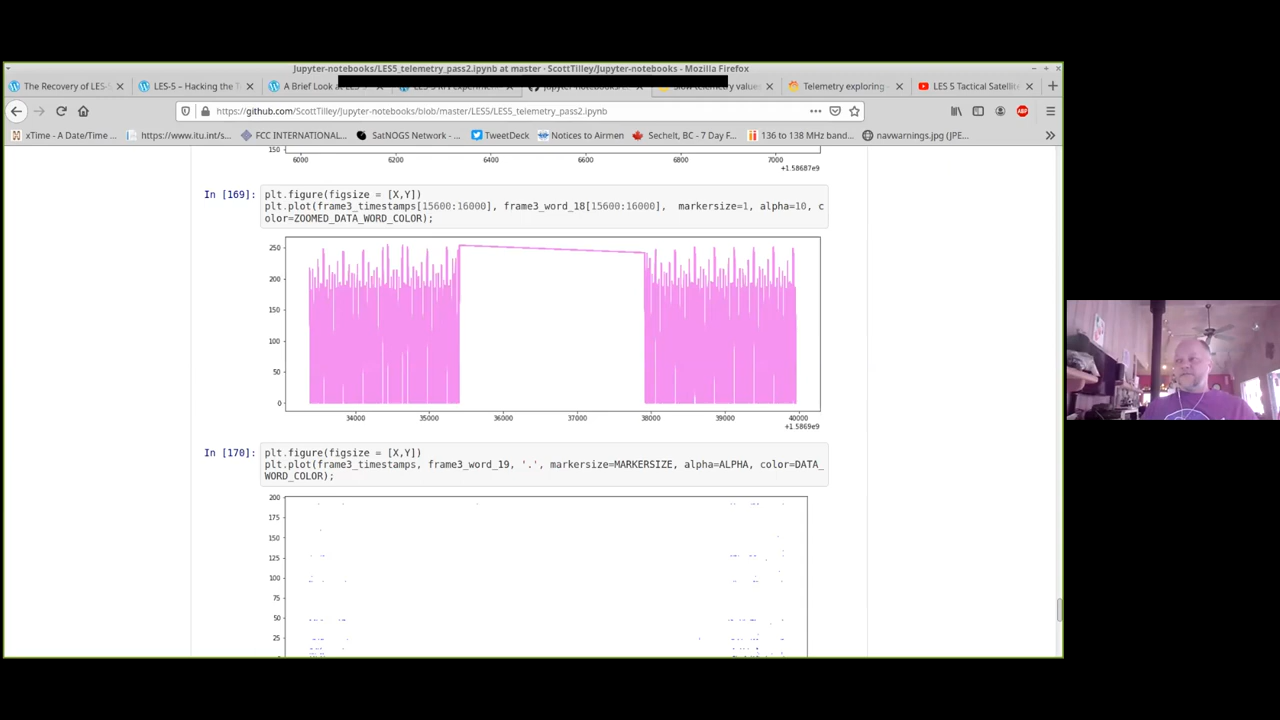 Jupyter-notebooks/LES5_telemetry_pass2.ipynb at master · ScottTilley/Jupyter-notebooks - Mozilla Firefox
The Recovery of LES-
LES-5 – Hacking the T
A Brief Look at
Telemetry exploring -
LES 5 Tactical Satellite
https://github.com/ScottTilley/Jupyter-notebooks/blob/master/LES5/LES5_telemetry_pass2.ipynb
ABP
xTime - A Date/Time ...
https://www.itu.int/s...
FCC INTERNATIONAL...
SatNOGS Network - ...
TweetDeck
Notices to Airmen
Sechelt, BC - 7 Day F...
136 to 138 MHz band...
navwarnings.jpg (JPE...
150
6000 6200 6400 6600 6800 7000
+1.58687e9
In [169]:
plt.figure(figsize = [X,Y])
plt.plot(frame3_timestamps[15600:16000], frame3_word_18[15600:16000], markersize=1, alpha=10, c
olor=ZOOMED_DATA_WORD_COLOR);
250
200
150
100
50
0
34000 35000 36000 37000 38000 39000 40000
+1.5869e9
In [170]:
plt.figure(figsize = [X,Y])
plt.plot(frame3_timestamps, frame3_word_19, '.', markersize=MARKERSIZE, alpha=ALPHA, color=DATA_
WORD_COLOR);
200
175
150
125
100
75
50
25